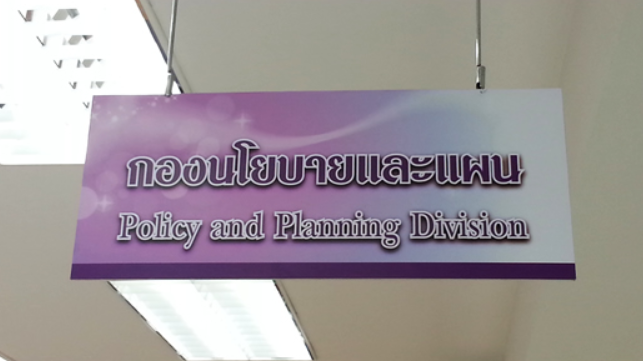 กองนโยบายและแผน
Policy and Planning Division